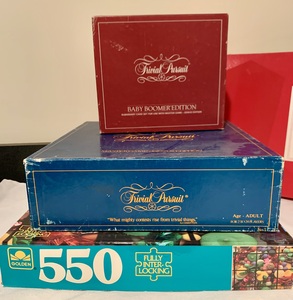 Trivial Pursuit
BABY BOOMER EDITION
Trivial Pursuit
"What mighty contests rise from trivial things."
Age - ADULT
GOLDEN
550
FULLY
INTER-
LOCKING